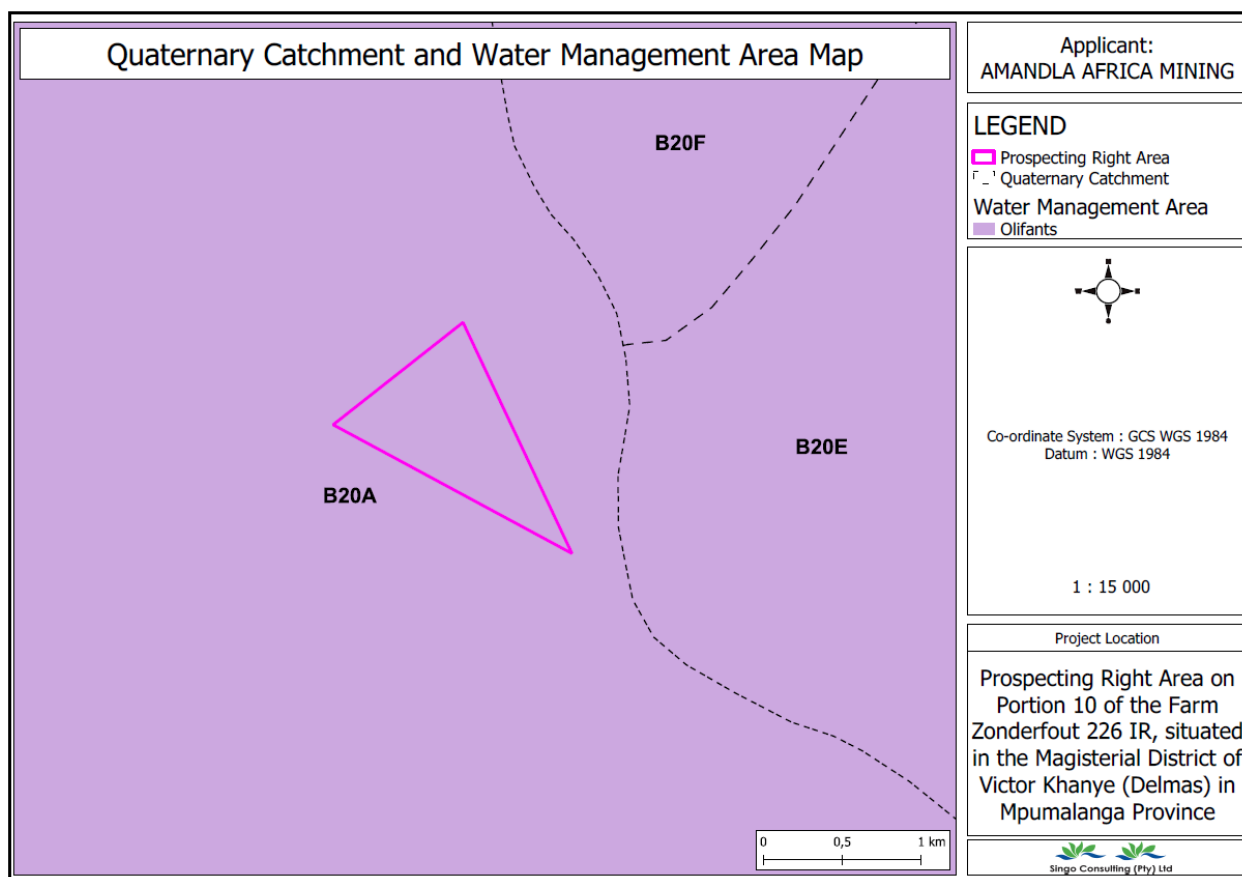 Quaternary Catchment and Water Management Area Map
B20F
B20E
B20A
0 0,5 1 km
Applicant:
AMANDLA AFRICA MINING
LEGEND
Prospecting Right Area
Quaternary Catchment
Water Management Area
Olifants
Co-ordinate System : GCS WGS 1984
Datum : WGS 1984
1 : 15 000
Project Location
Prospecting Right Area on
Portion 10 of the Farm
Zonderfout 226 IR, situated
in the Magisterial District of
Victor Khanye (Delmas) in
Mpumalanga Province
Singo Consulting (Pty) Ltd